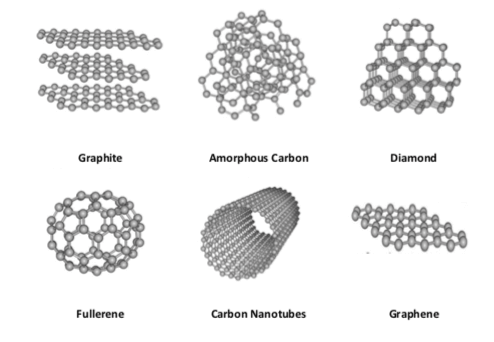 Graphite
Amorphous Carbon
Diamond
Fullerene
Carbon Nanotubes
Graphene